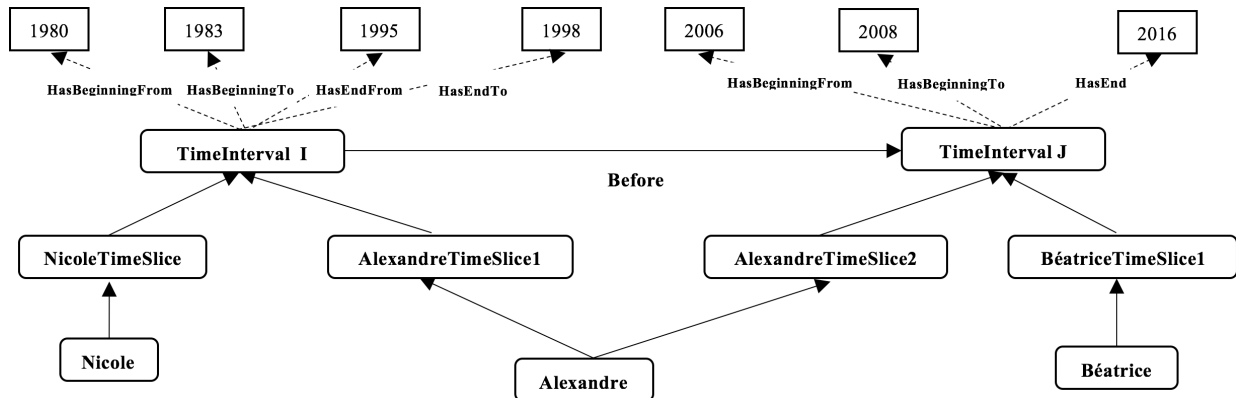 1980
1983
1995
1998
2006
2008
2016
HasBeginningFrom
HasBeginningTo
HasEndFrom
HasEndTo
HasBeginningFrom
HasBeginningTo
HasEnd
TimeInterval I
TimeInterval J
Before
NicoleTimeSlice
AlexandreTimeSlice1
AlexandreTimeSlice2
BéatriceTimeSlice1
Nicole
Alexandre
Béatrice